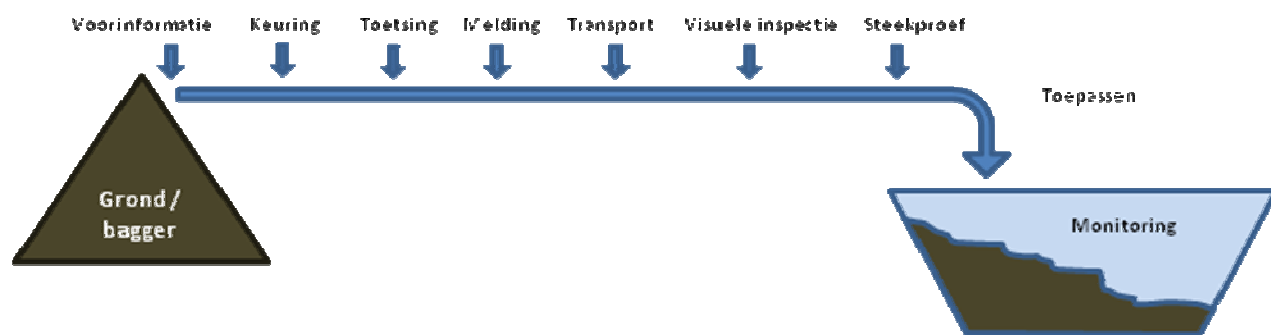 Voorinformatie Keuring Toetsing Melding Transport Visuele inspectie Steekproef
Toepassen
Grond /
bagger
Monitoring